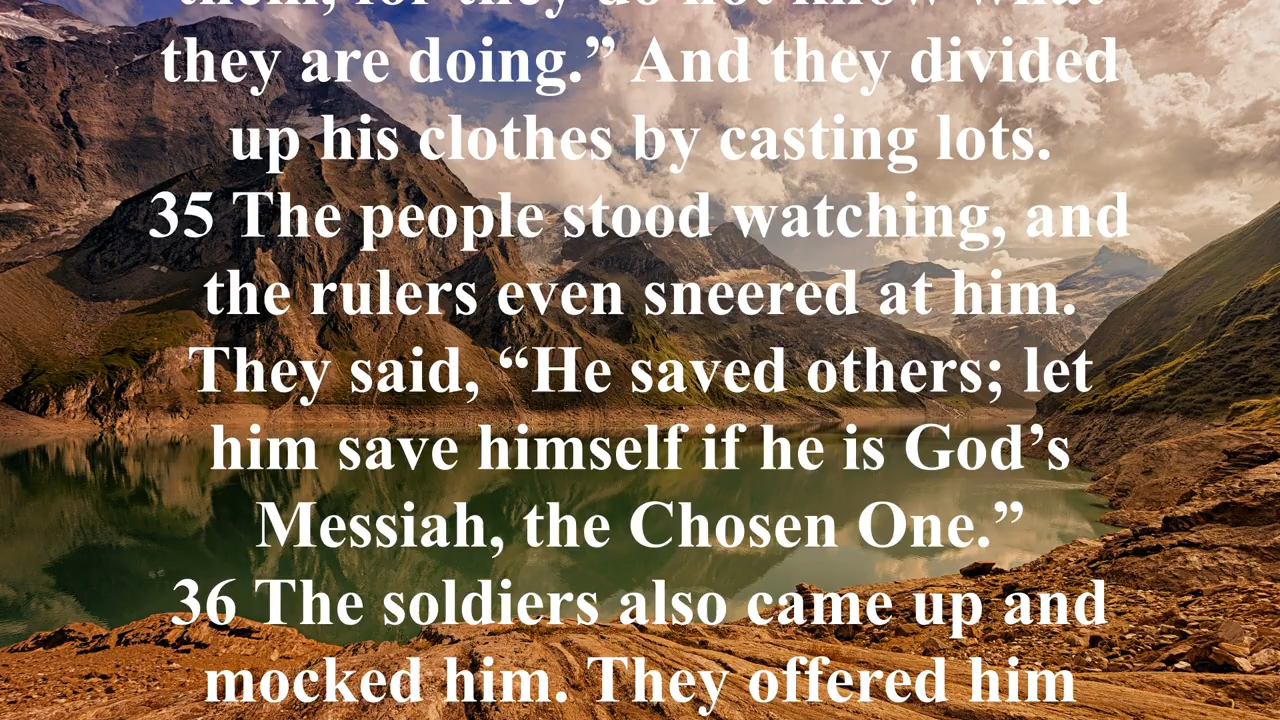 them, for they do not know what
they are doing.” And they divided
up his clothes by casting lots.
35 The people stood watching, and
the rulers even sneered at him.
They said, “He saved others; let
him save himself if he is God’s
Messiah, the Chosen One.”
36 The soldiers also came up and
mocked him. They offered him